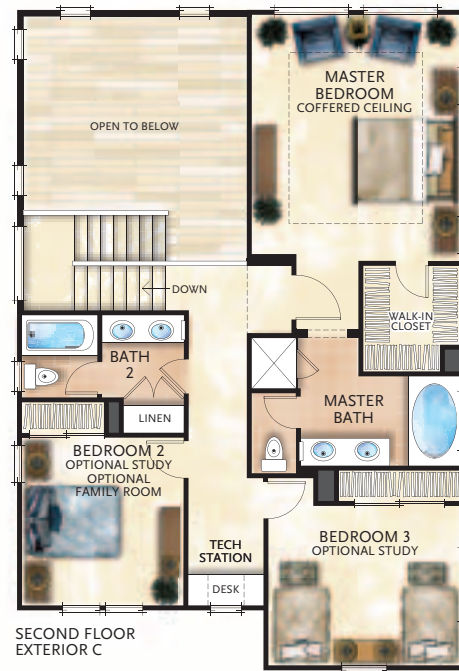 MASTER
BEDROOM
COFFERED CEILING
OPEN TO BELOW
DOWN
WALK-IN
CLOSET
BATH
2
LINEN
MASTER
BATH
BEDROOM 2
OPTIONAL STUDY
OPTIONAL
FAMILY ROOM
TECH
STATION
DESK
BEDROOM 3
OPTIONAL STUDY
SECOND FLOOR
EXTERIOR C